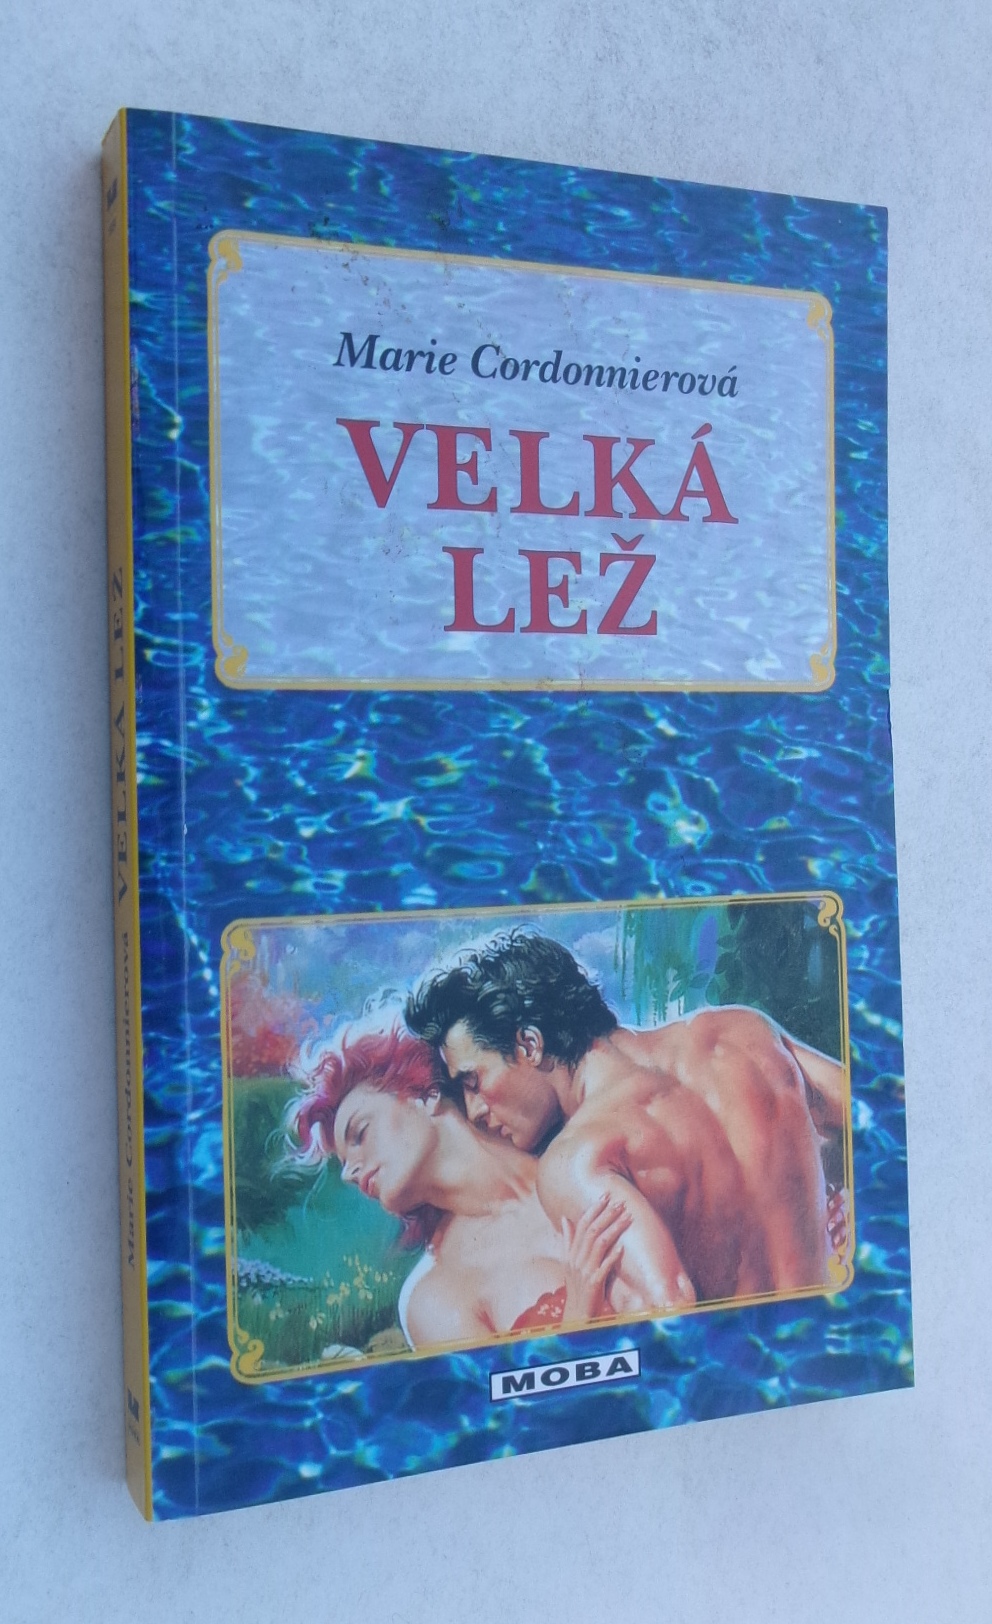 Marie Cordonnierová
VELKÁ
LEŽ
MOBA
Marie Cordonnierová VELKÁ LEŽ